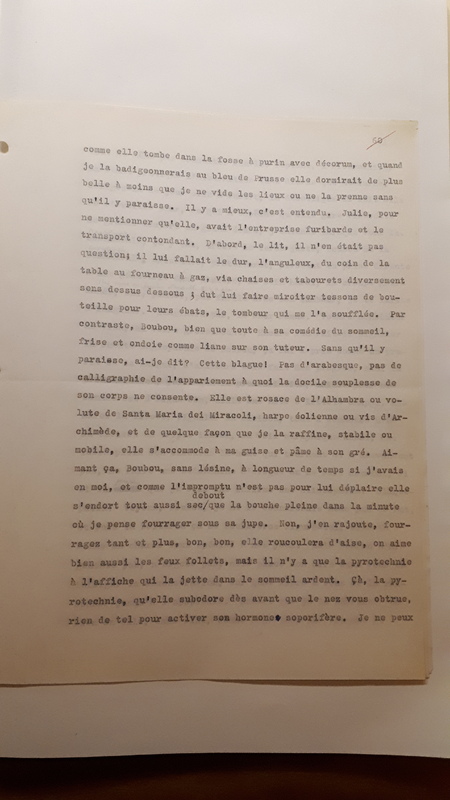 58
comme elle tombe dans la fosse à purin avec décorum, et quand
je la badigeonnerais au bleu de Prusse elle dormirait de plus
belle à moins que je ne vide les lieux ou ne la prenne sans
qu'il y paraisse. Il y a mieux, c'est entendu. Julie, pour
ne mentionner qu'elle, avait l'entreprise furibarde et le
transport contondant. D'abord, le lit, il n'en était pas
question; il lui fallait le dur, l'anguleux, du coin de la
table au fourneau à gaz, via chaises et tabourets diversement
sens dessus dessous ; dut lui faire miroiter tessons de bou-
teille pour leurs ébats, le tombeur qui me l'a soufflée. Par
contraste, Boubou, bien que toute à sa comédie du sommeil,
frise et ondoie comme liane sur son tuteur. Sans qu'il y
paraisse, ai-je dit? Cette blague! Pas d'arabesque, pas de
calligraphie de l'appariement à quoi la docile souplesse de
son corps ne consente. Elle est rosace de l'Alhambra ou vo-
lute de Santa Maria dei Miracoli, harpe éolienne ou vis d'Ar-
chimède, et de quelque façon que je la raffine, stabile ou
mobile, elle s'accommode à ma guise et pâme à son gré. Ai-
mant ça, Boubou, sans lésine, à longueur de temps si j'avais
en moi, et comme l'impromptu n'est pas pour lui déplaire elle
debout
s'endort tout aussi sec/que la bouche pleine dans la minute
où je pense fourrager sous sa jupe. Non, j'en rajoute, four-
ragez tant et plus, bon, bon, elle roucoulera d'aise, on aime
bien aussi les feux follets, mais il n'y a que la pyrotechnie
à l'affiche qui la jette dans le sommeil ardent. Çà, la py-
rotechnie, qu'elle subodore dès avant que le nez vous obtrue,
rien de tel pour activer son hormone soporifère. Je ne peux